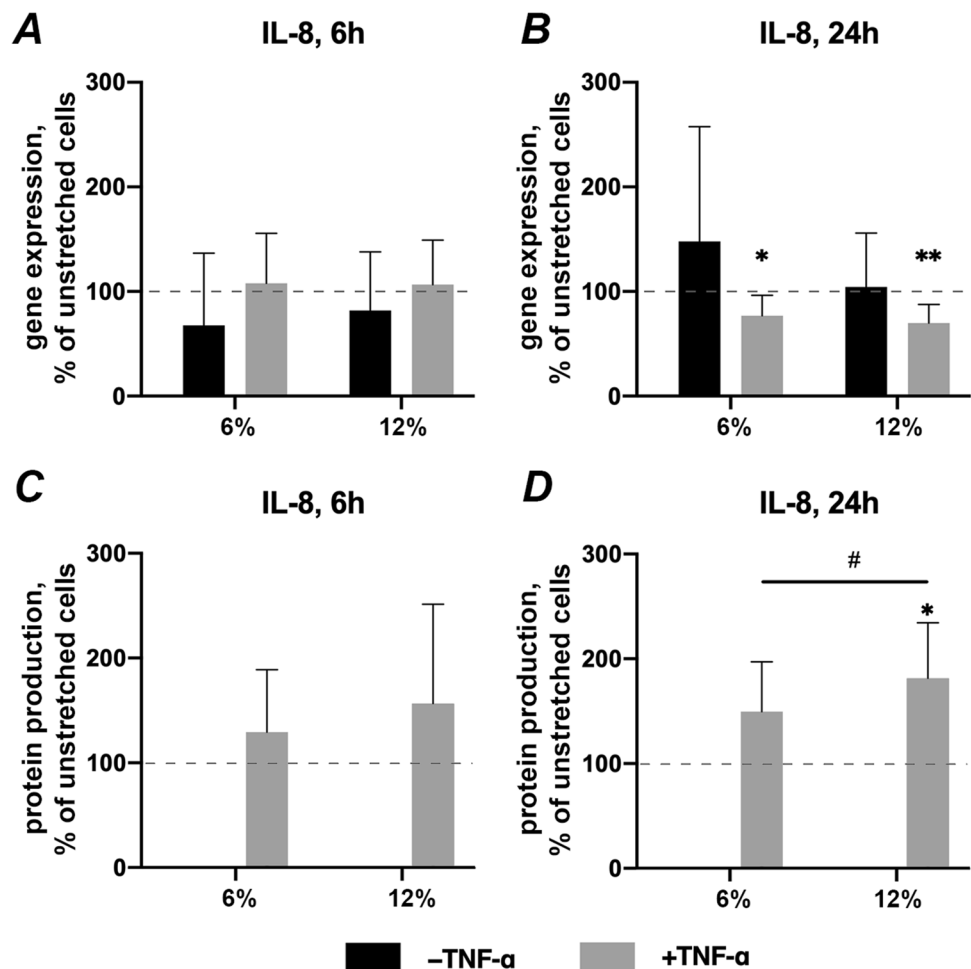 A
IL-8, 6h
gene expression,
% of unstretched cells
300
200
100
0
6%
12%
B
IL-8, 24h
gene expression,
% of unstretched cells
300
200
100
0
*
**
6%
12%
C
IL-8, 6h
protein production,
% of unstretched cells
300
200
100
0
6%
12%
D
IL-8, 24h
protein production,
% of unstretched cells
300
200
100
0
#
*
6%
12%
–TNF-α
+TNF-α